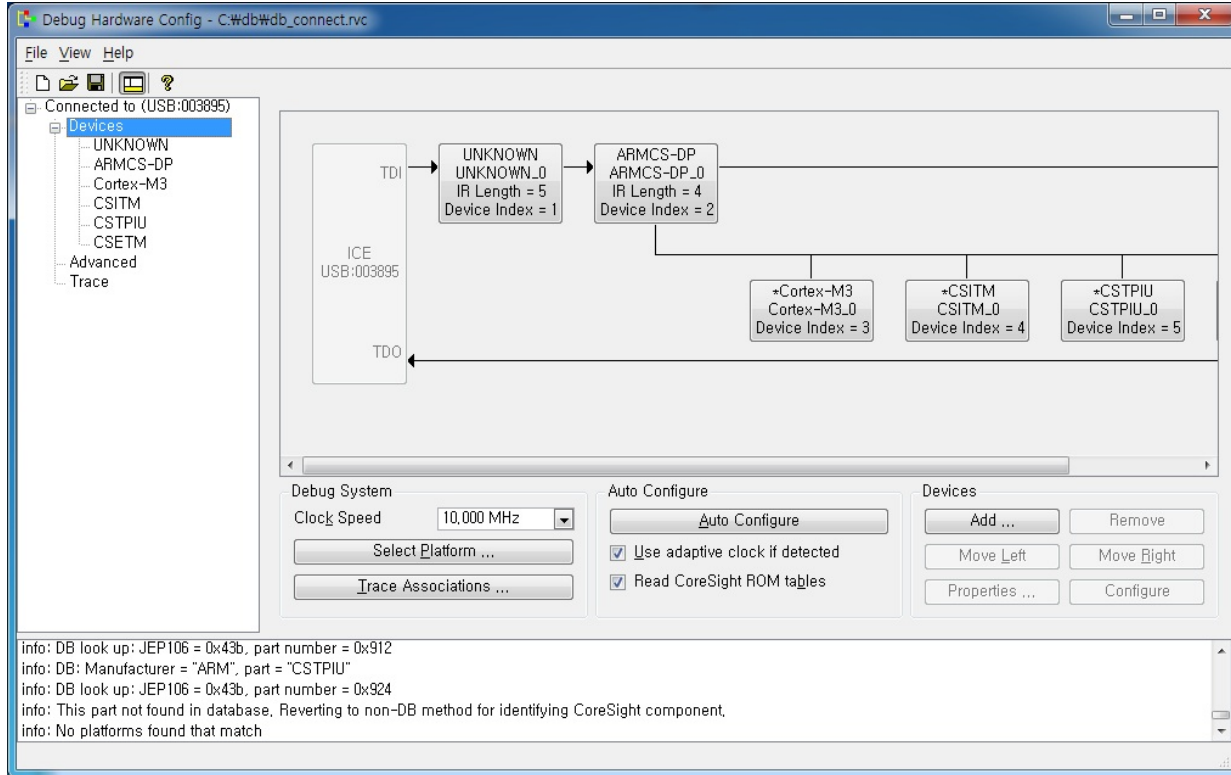 Debug Hardware Config - C:₩db₩db_connect.rvc
File View Help
Connected to (USB:003895)
Devices
UNKNOWN
ARMCS-DP
Cortex-M3
CSITM
CSTPIU
CSETM
Advanced
Trace
TDI
ICE
USB:003895
TDO
UNKNOWN
UNKNOWN_0
IR Length = 5
Device Index = 1
ARMCS-DP
ARMCS-DP_0
IR Length = 4
Device Index = 2
*Cortex-M3
Cortex-M3_0
Device Index = 3
*CSITM
CSITM_0
Device Index = 4
*CSTPIU
CSTPIU_0
Device Index = 5
Debug System
Clock Speed 10,000 MHz
Select Platform ...
Trace Associations ...
Auto Configure
Auto Configure
Use adaptive clock if detected
Read CoreSight ROM tables
Devices
Add ... Remove
Move Left Move Right
Properties ... Configure
info: DB look up: JEP106 = 0x43b, part number = 0x912
info: DB: Manufacturer = "ARM", part = "CSTPIU"
info: DB look up: JEP106 = 0x43b, part number = 0x924
info: This part not found in database, Reverting to non-DB method for identifying CoreSight component,
info: No platforms found that match